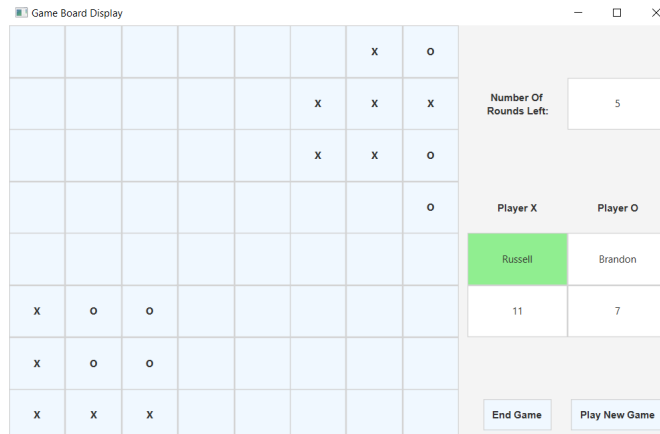 Game Board Display
X O
X X X
X X O
O
X O O
X O O
X X X
Number Of
Rounds Left:
5
Player X Player O
Russell Brandon
11 7
End Game Play New Game